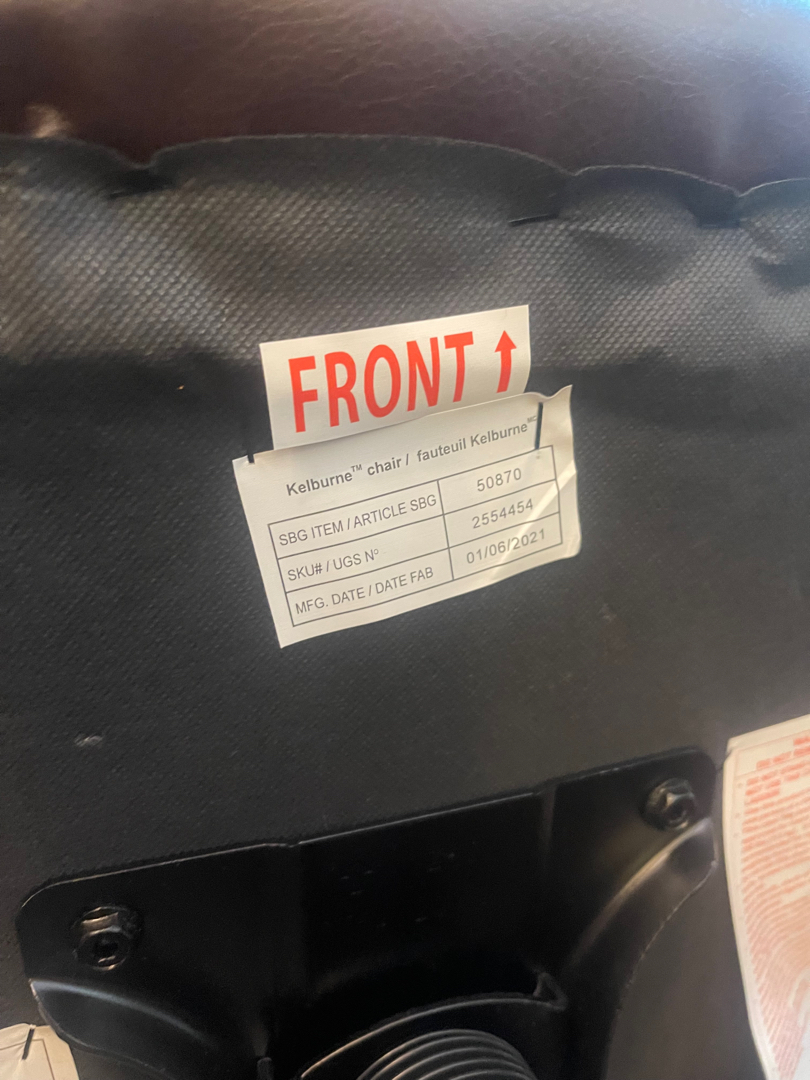 FRONT ↑
Kelburne™ chair / fauteuil Kelburneᴹᶜ
SBG ITEM / ARTICLE SBG 50870
SKU# / UGS Nº 2554454
MFG. DATE / DATE FAB 01/06/2021